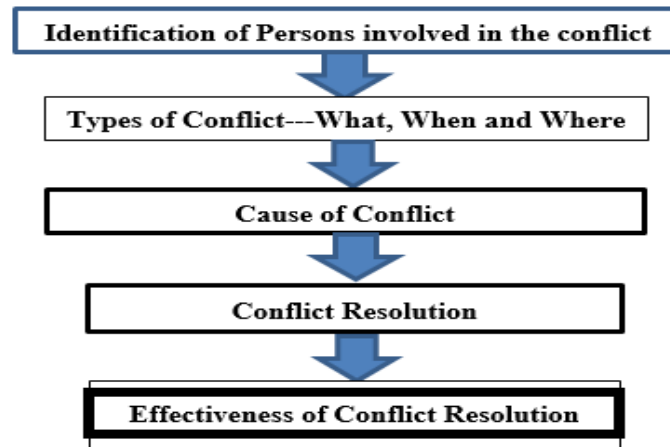 Identification of Persons involved in the conflict
Types of Conflict---What, When and Where
Cause of Conflict
Conflict Resolution
Effectiveness of Conflict Resolution